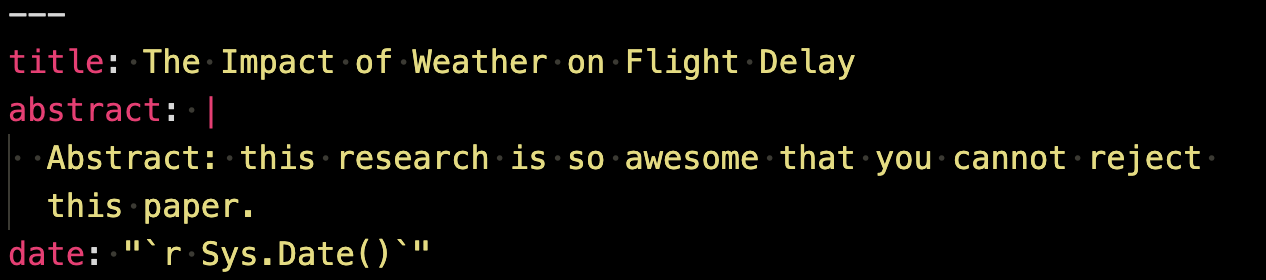 ---
title: The Impact of Weather on Flight Delay
abstract: |
  Abstract: this research is so awesome that you cannot reject
  this paper.
date: "`r Sys.Date()`"